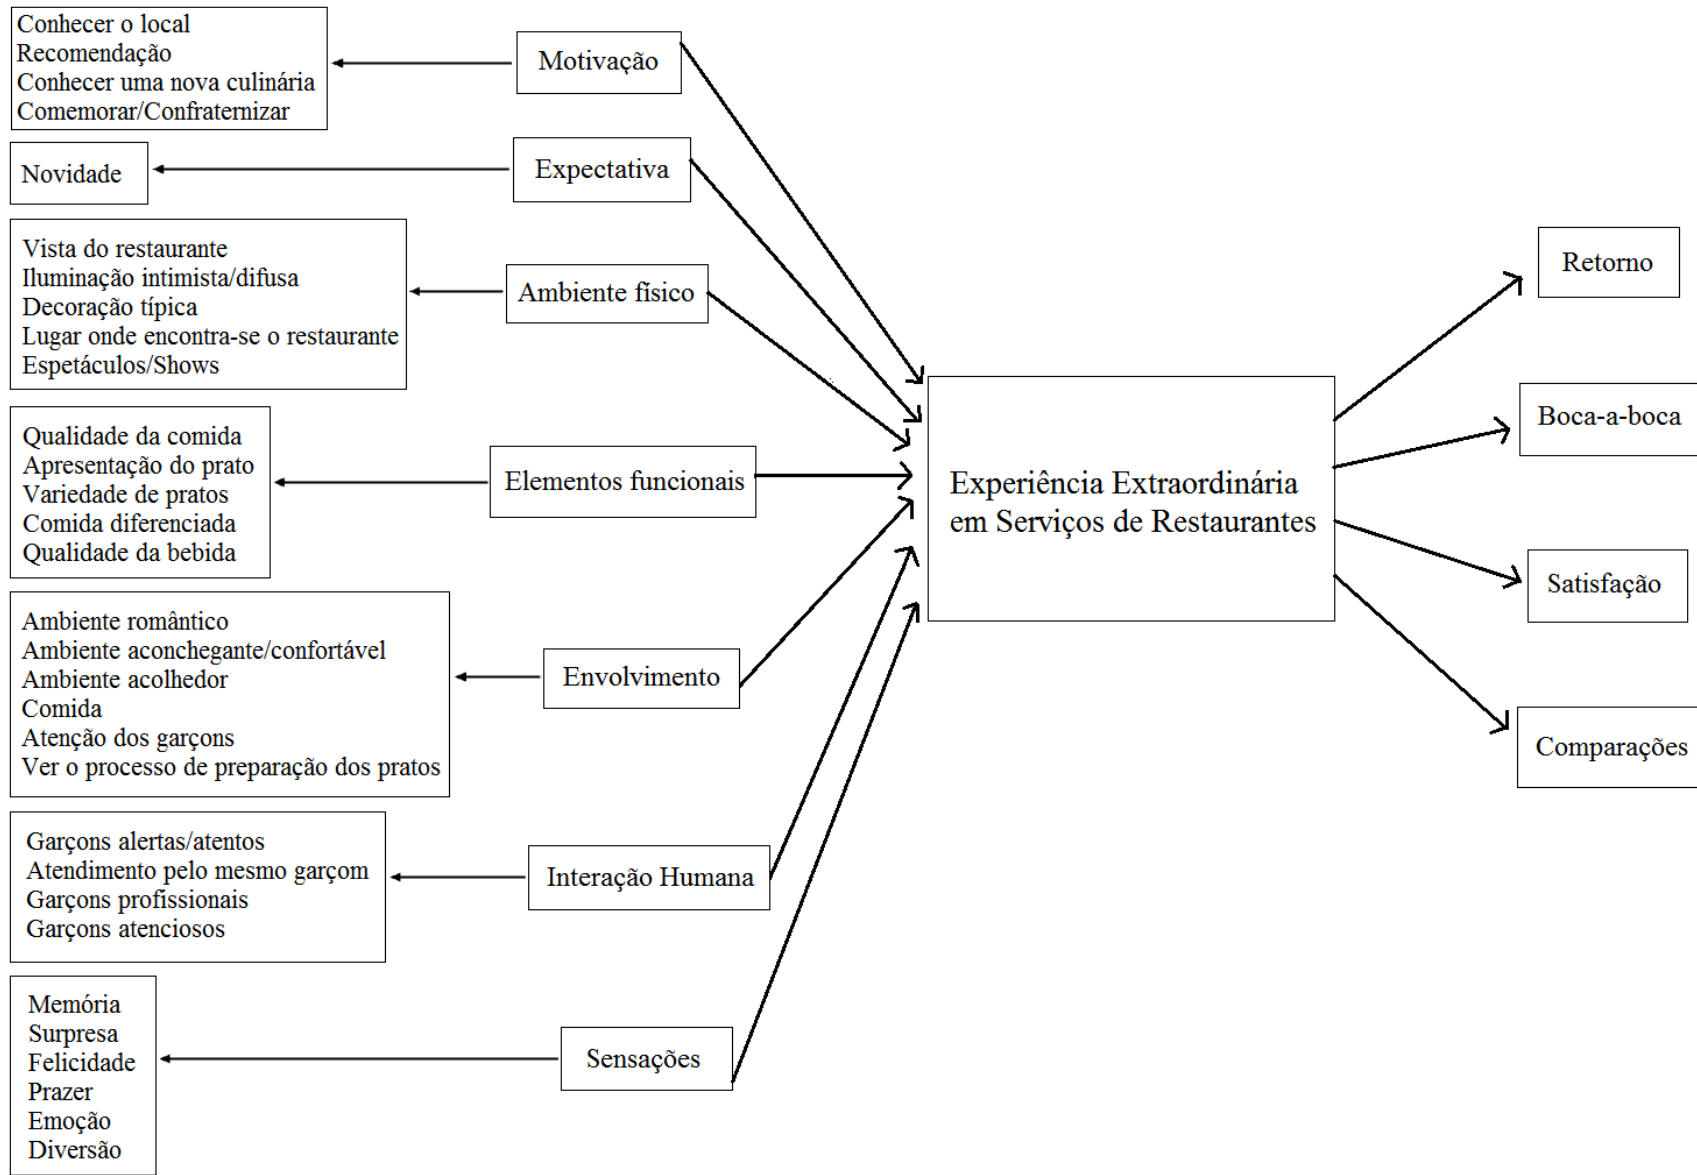 Conhecer o local
Recomendação
Conhecer uma nova culinária
Comemorar/Confraternizar
Motivação
Novidade
Expectativa
Vista do restaurante
Iluminação intimista/difusa
Decoração típica
Lugar onde encontra-se o restaurante
Espetáculos/Shows
Ambiente físico
Qualidade da comida
Apresentação do prato
Variedade de pratos
Comida diferenciada
Qualidade da bebida
Elementos funcionais
Ambiente romântico
Ambiente aconchegante/confortável
Ambiente acolhedor
Comida
Atenção dos garçons
Ver o processo de preparação dos pratos
Envolvimento
Garçons alertas/atentos
Atendimento pelo mesmo garçom
Garçons profissionais
Garçons atenciosos
Interação Humana
Memória
Surpresa
Felicidade
Prazer
Emoção
Diversão
Sensações
Experiência Extraordinária
em Serviços de Restaurantes
Retorno
Boca-a-boca
Satisfação
Comparações